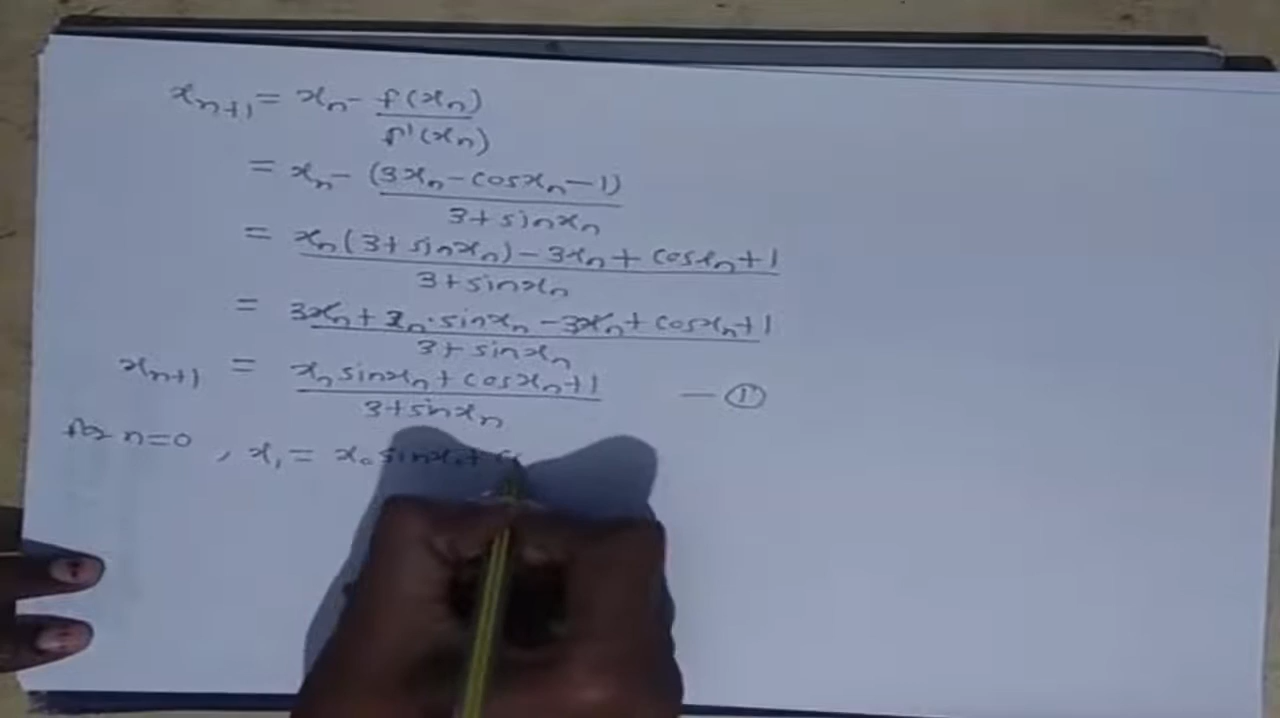 xₙ₊₁ = xₙ - f(xₙ) / f'(xₙ)
= xₙ - (3xₙ - cosxₙ - 1) / 3 + sinxₙ
= xₙ(3 + sinxₙ) - 3xₙ + cosxₙ + 1 / 3 + sinxₙ
= 3xₙ + xₙ·sinxₙ - 3xₙ + cosxₙ + 1 / 3 + sinxₙ
xₙ₊₁ = xₙ sinxₙ + cosxₙ + 1 / 3 + sinxₙ — ①
for n = 0, x₁ = x₀ sinx₀ +